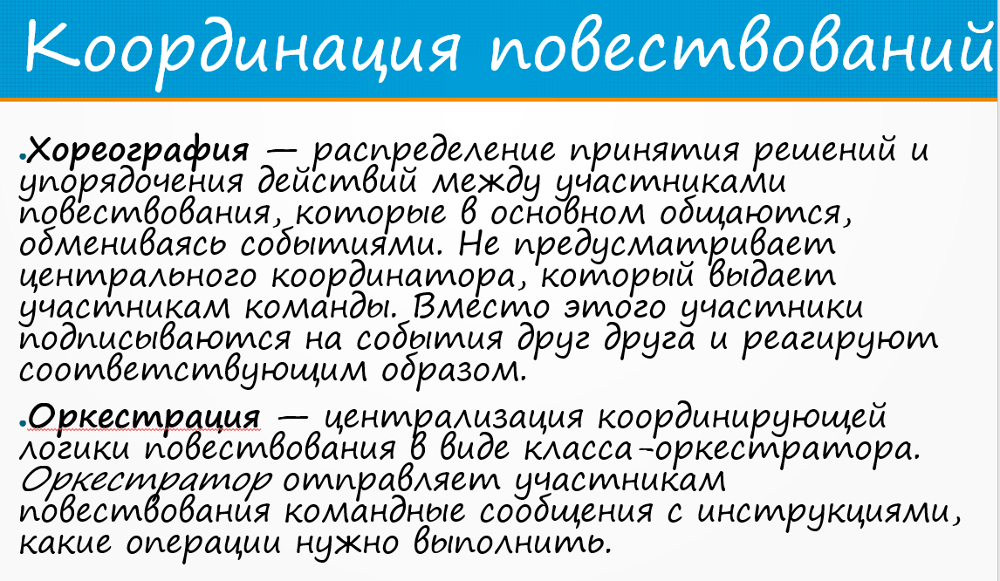 Координация повествований
•Хореография — распределение принятия решений и
упорядочения действий между участниками
повествования, которые в основном общаются,
обмениваясь событиями. Не предусматривает
центрального координатора, который выдает
участникам команды. Вместо этого участники
подписываются на события друг друга и реагируют
соответствующим образом.
•Оркестрация — централизация координирующей
логики повествования в виде класса-оркестратора.
Оркестратор отправляет участникам
повествования командные сообщения с инструкциями,
какие операции нужно выполнить.